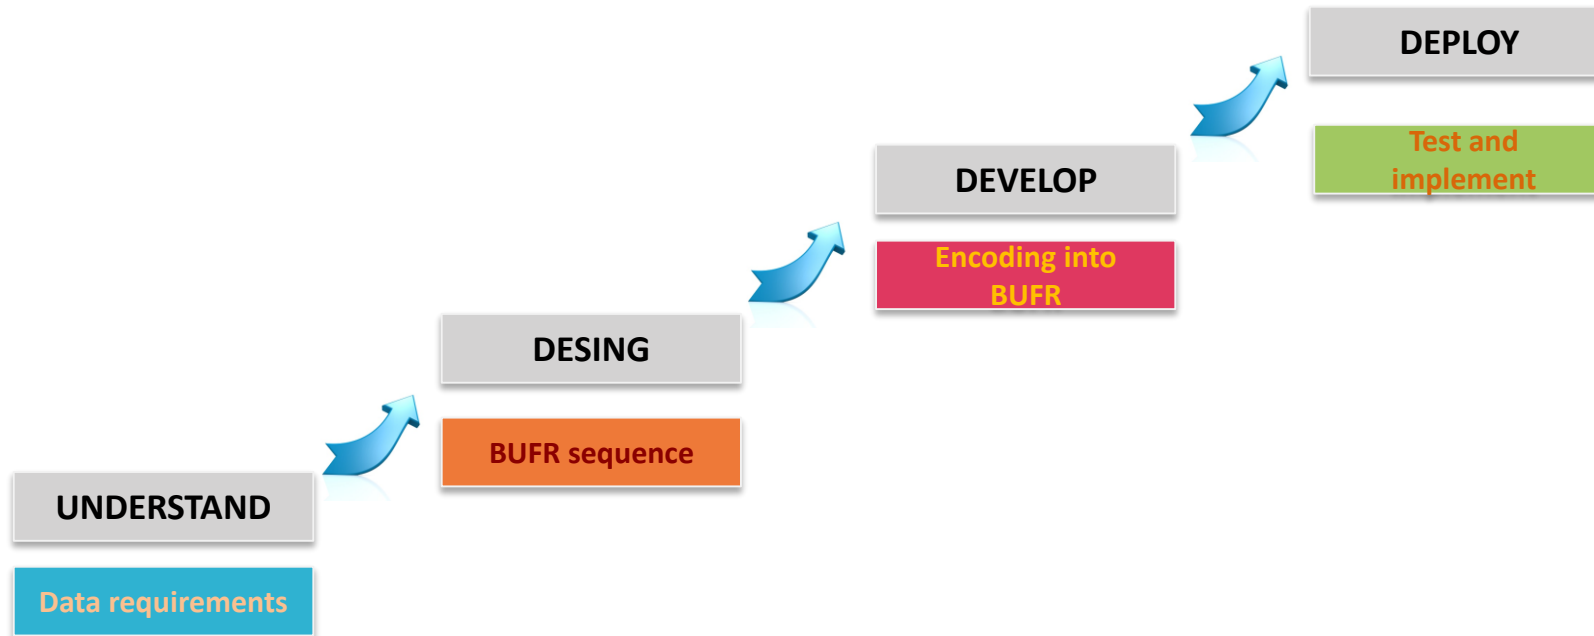 UNDERSTAND
Data requirements
DESING
BUFR sequence
DEVELOP
Encoding into
BUFR
DEPLOY
Test and
implement